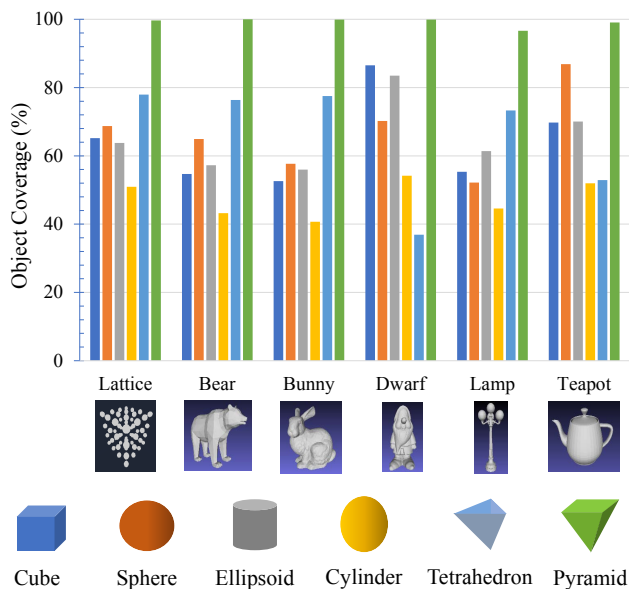 Object Coverage (%)
100
80
60
40
20
0
Lattice Bear Bunny Dwarf Lamp Teapot
Cube Sphere Ellipsoid Cylinder Tetrahedron Pyramid